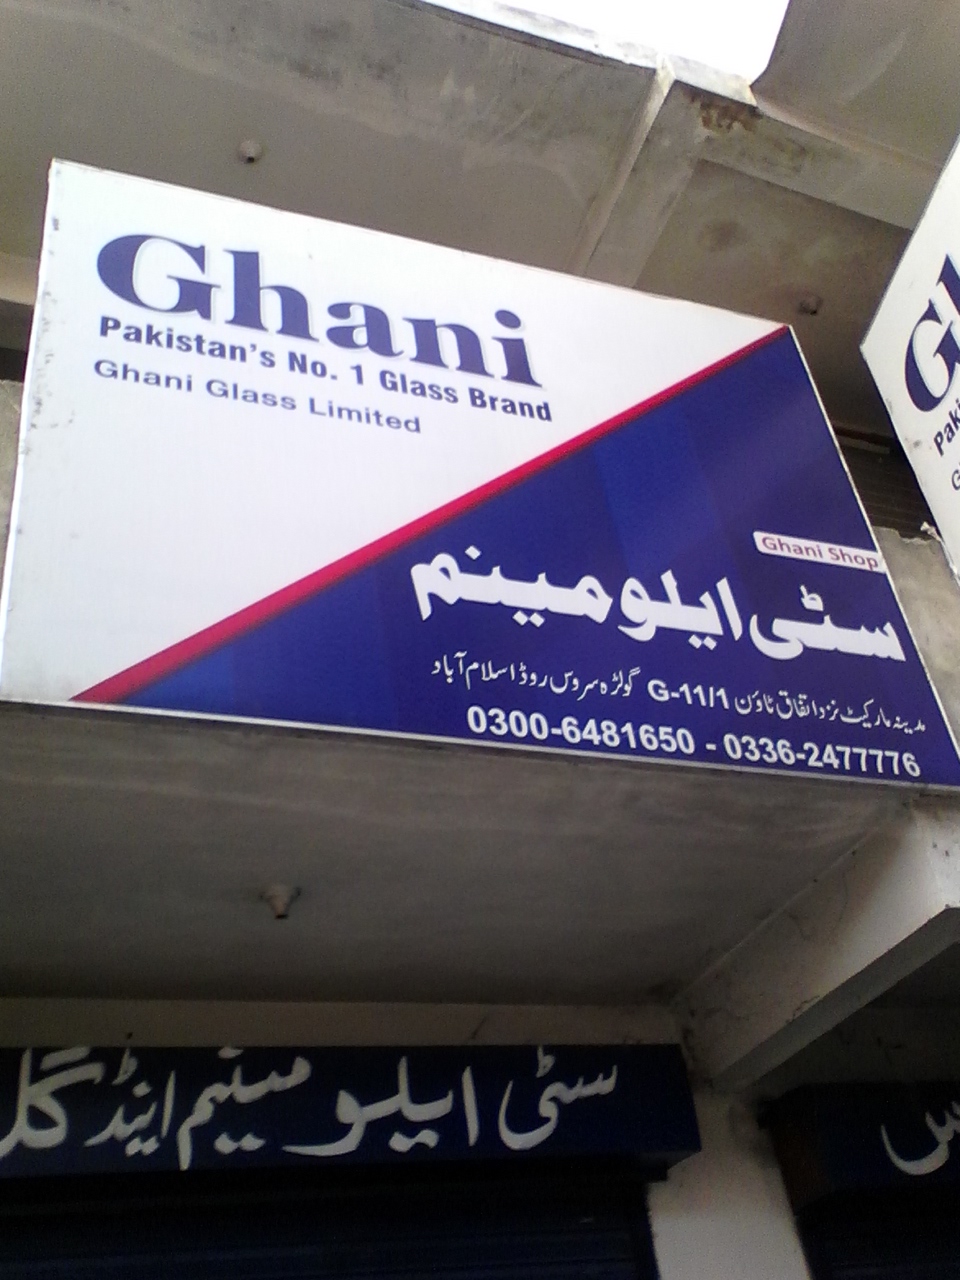 Ghani
Pakistan's No. 1 Glass Brand
Ghani Glass Limited
Ghani Shop
سٹی ایلومینم
مدینہ مارکیٹ نزد اتفاق ٹاؤن G-11/1 گولڑہ سروس روڈ اسلام آباد
0300-6481650 - 0336-2477776
سٹی ایلومینیم اینڈ